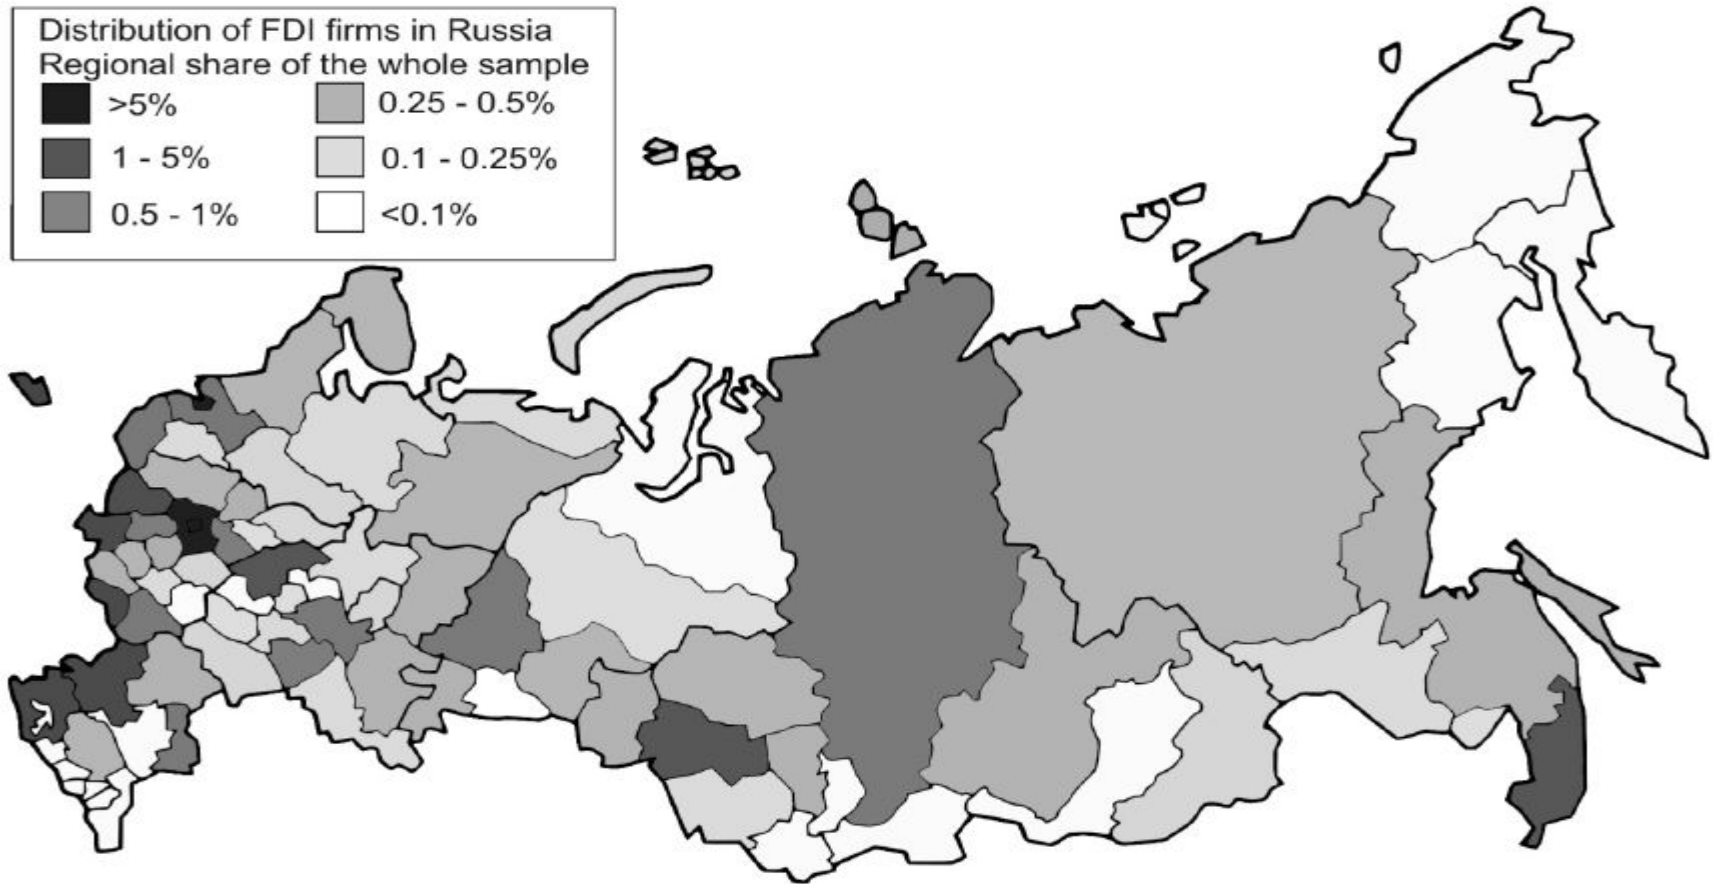 Distribution of FDI firms in Russia
Regional share of the whole sample
>5%
0.25 - 0.5%
1 - 5%
0.1 - 0.25%
0.5 - 1%
<0.1%